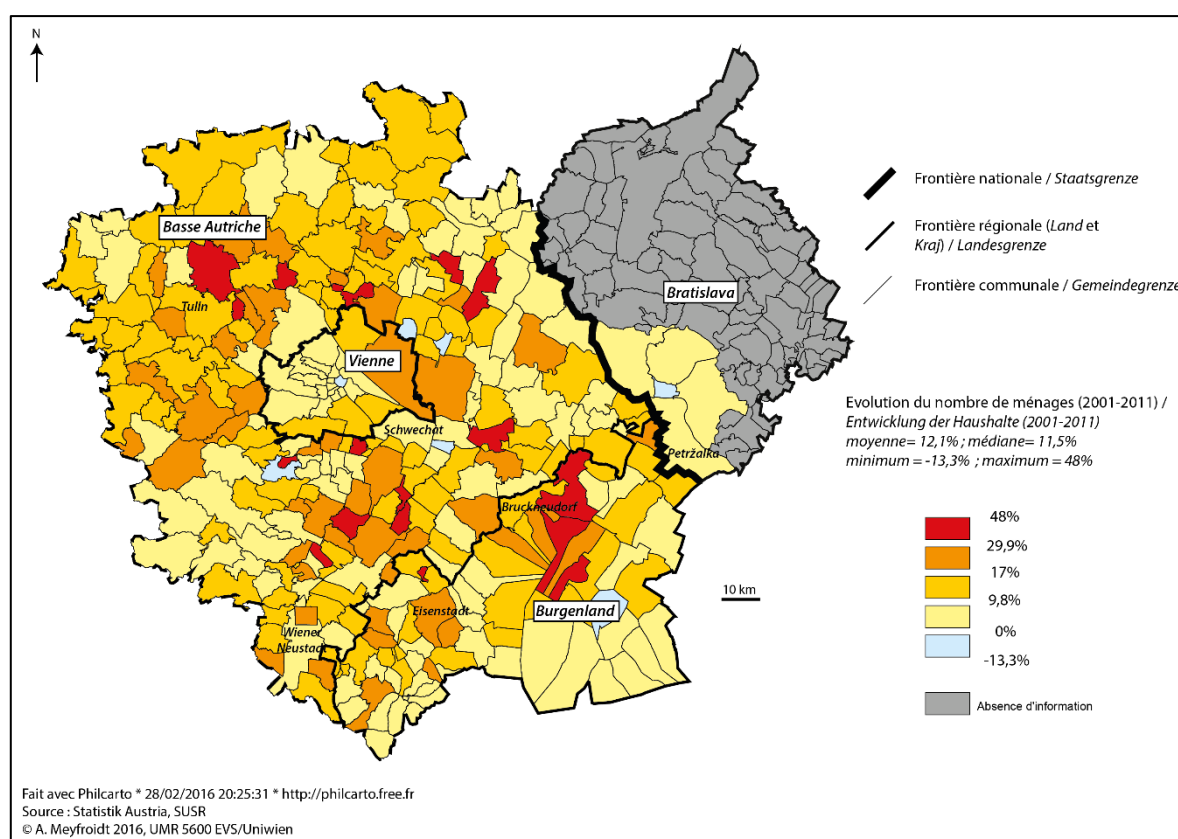 N
Basse Autriche
Tulln
Vienne
Schwechat
Bratislava
Petržalka
Bruckneudorf
Burgenland
Eisenstadt
Wiener
Neustadt
Frontière nationale / Staatsgrenze
Frontière régionale (Land et
Kraj) / Landesgrenze
Frontière communale / Gemeindegrenze
Evolution du nombre de ménages (2001-2011) /
Entwicklung der Haushalte (2001-2011)
moyenne= 12,1% ; médiane= 11,5%
minimum = -13,3% ; maximum = 48%
48%
29,9%
17%
9,8%
0%
-13,3%
Absence d'information
10 km
Fait avec Philcarto * 28/02/2016 20:25:31 * http://philcarto.free.fr
Source : Statistik Austria, SUSR
© A. Meyfroidt 2016, UMR 5600 EVS/Uniwien